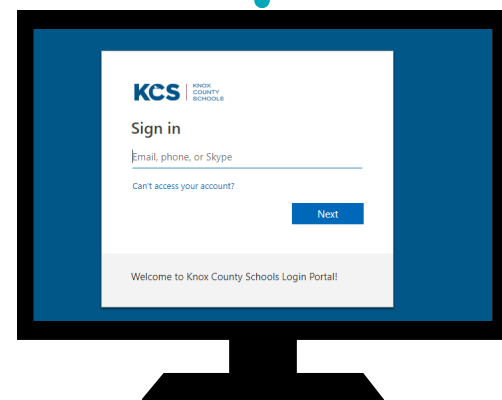 KCS
KNOX
COUNTY
SCHOOLS
Sign in
Email, phone, or Skype
Can't access your account?
Next
Welcome to Knox County Schools Login Portal!